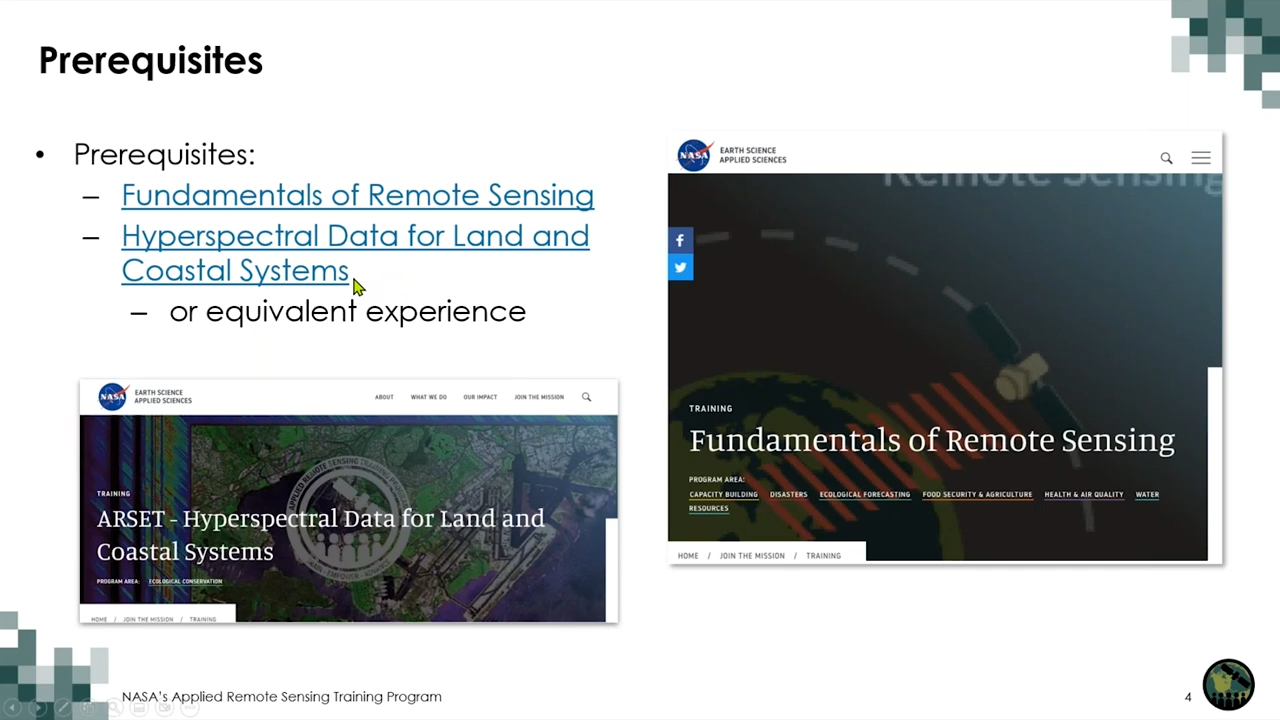 Prerequisites
• Prerequisites:
– Fundamentals of Remote Sensing
– Hyperspectral Data for Land and
Coastal Systems
– or equivalent experience
NASA
EARTH SCIENCE
APPLIED SCIENCES
ABOUT WHAT WE DO OUR IMPACT JOIN THE MISSION
TRAINING
ARSET - Hyperspectral Data for Land and
Coastal Systems
PROGRAM AREA: ECOLOGICAL CONSERVATION
HOME / JOIN THE MISSION / TRAINING
NASA
EARTH SCIENCE
APPLIED SCIENCES
Remote Sensing
TRAINING
Fundamentals of Remote Sensing
PROGRAM AREA:
CAPACITY BUILDING DISASTERS ECOLOGICAL FORECASTING FOOD SECURITY & AGRICULTURE HEALTH & AIR QUALITY WATER
RESOURCES
HOME / JOIN THE MISSION / TRAINING
NASA's Applied Remote Sensing Training Program
4